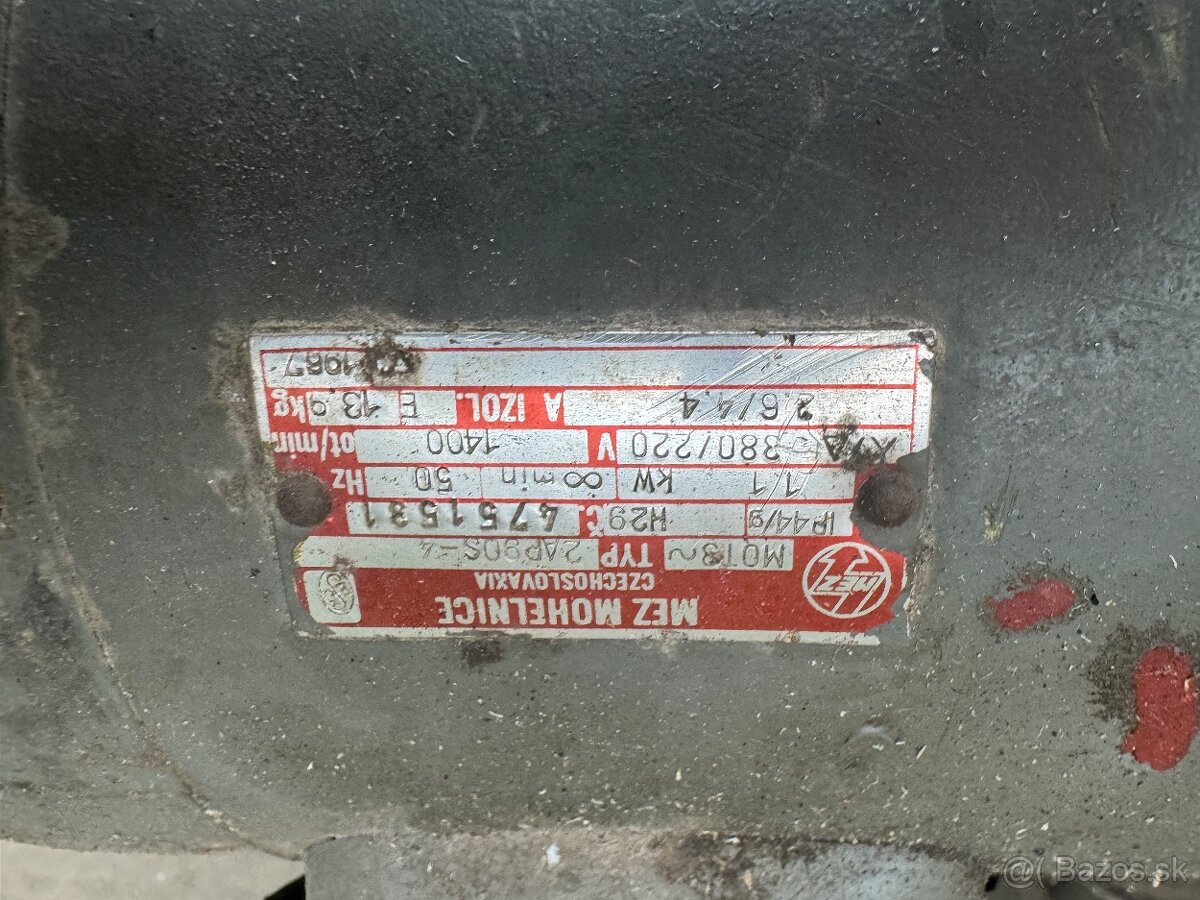 MEZ MOHELNICE
CZECHOSLOVAKIA
MEZ
MOT3~ TYP 2AP90S-4
IP44/ H29 Č. 4751531
1.1 kW ∞ min 50 Hz
380/220 V 1400 ot/min
2.6/4.4 A IZOL. E 13.9 kg
1987
Bazos.sk